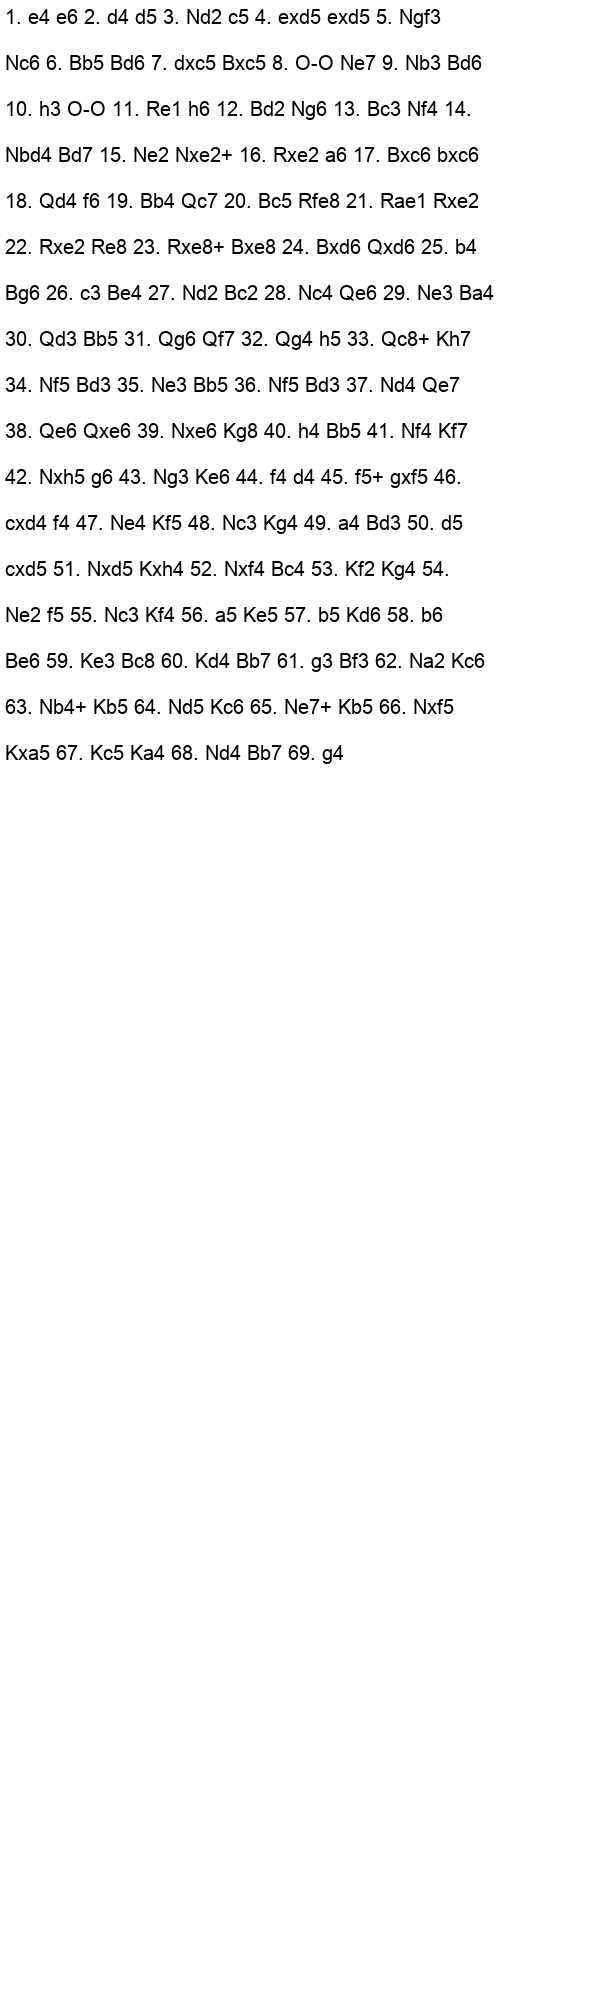 1. e4 e6 2. d4 d5 3. Nd2 c5 4. exd5 exd5 5. Ngf3
Nc6 6. Bb5 Bd6 7. dxc5 Bxc5 8. O-O Ne7 9. Nb3 Bd6
10. h3 O-O 11. Re1 h6 12. Bd2 Ng6 13. Bc3 Nf4 14.
Nbd4 Bd7 15. Ne2 Nxe2+ 16. Rxe2 a6 17. Bxc6 bxc6
18. Qd4 f6 19. Bb4 Qc7 20. Bc5 Rfe8 21. Rae1 Rxe2
22. Rxe2 Re8 23. Rxe8+ Bxe8 24. Bxd6 Qxd6 25. b4
Bg6 26. c3 Be4 27. Nd2 Bc2 28. Nc4 Qe6 29. Ne3 Ba4
30. Qd3 Bb5 31. Qg6 Qf7 32. Qg4 h5 33. Qc8+ Kh7
34. Nf5 Bd3 35. Ne3 Bb5 36. Nf5 Bd3 37. Nd4 Qe7
38. Qe6 Qxe6 39. Nxe6 Kg8 40. h4 Bb5 41. Nf4 Kf7
42. Nxh5 g6 43. Ng3 Ke6 44. f4 d4 45. f5+ gxf5 46.
cxd4 f4 47. Ne4 Kf5 48. Nc3 Kg4 49. a4 Bd3 50. d5
cxd5 51. Nxd5 Kxh4 52. Nxf4 Bc4 53. Kf2 Kg4 54.
Ne2 f5 55. Nc3 Kf4 56. a5 Ke5 57. b5 Kd6 58. b6
Be6 59. Ke3 Bc8 60. Kd4 Bb7 61. g3 Bf3 62. Na2 Kc6
63. Nb4+ Kb5 64. Nd5 Kc6 65. Ne7+ Kb5 66. Nxf5
Kxa5 67. Kc5 Ka4 68. Nd4 Bb7 69. g4